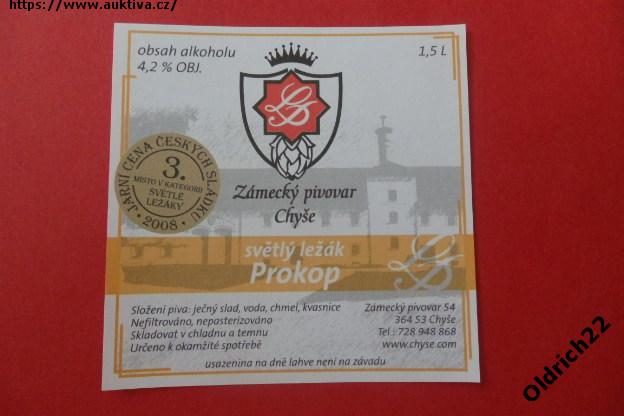 https://www.auktiva.cz/
obsah alkoholu
4,2 % OBJ.
1,5 L
JARNÍ CENA ČESKÝCH SLÁDKŮ
3.
MÍSTO V KATEGORII
SVĚTLÉ
LEŽÁKY
• 2008 •
Zámecký pivovar
Chyše
světlý ležák
Prokop
Složení piva: ječný slad, voda, chmel, kvasnice
Nefiltrováno, nepasterizováno
Skladovat v chladnu a temnu
Určeno k okamžité spotřebě
Zámecký pivovar 54
364 53 Chyše
Tel.: 728 948 868
www.chyse.com
usazenina na dně lahve není na závadu
Oldrich22